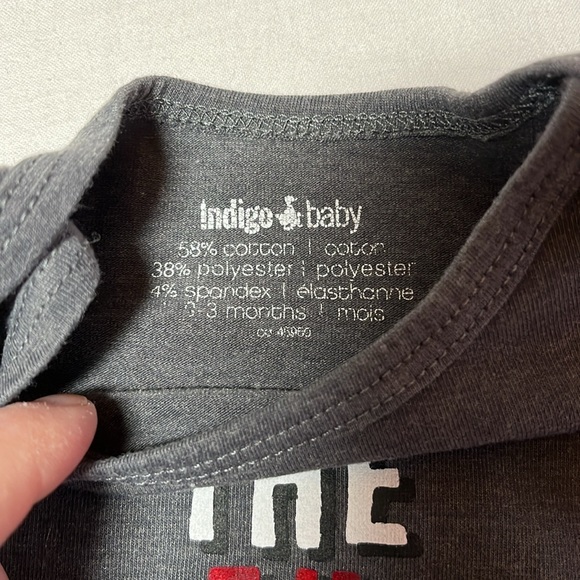 Indigo baby
58% cotton | coton
38% polyester | polyester
4% spandex | élasthanne
0-3 months | mois
THE